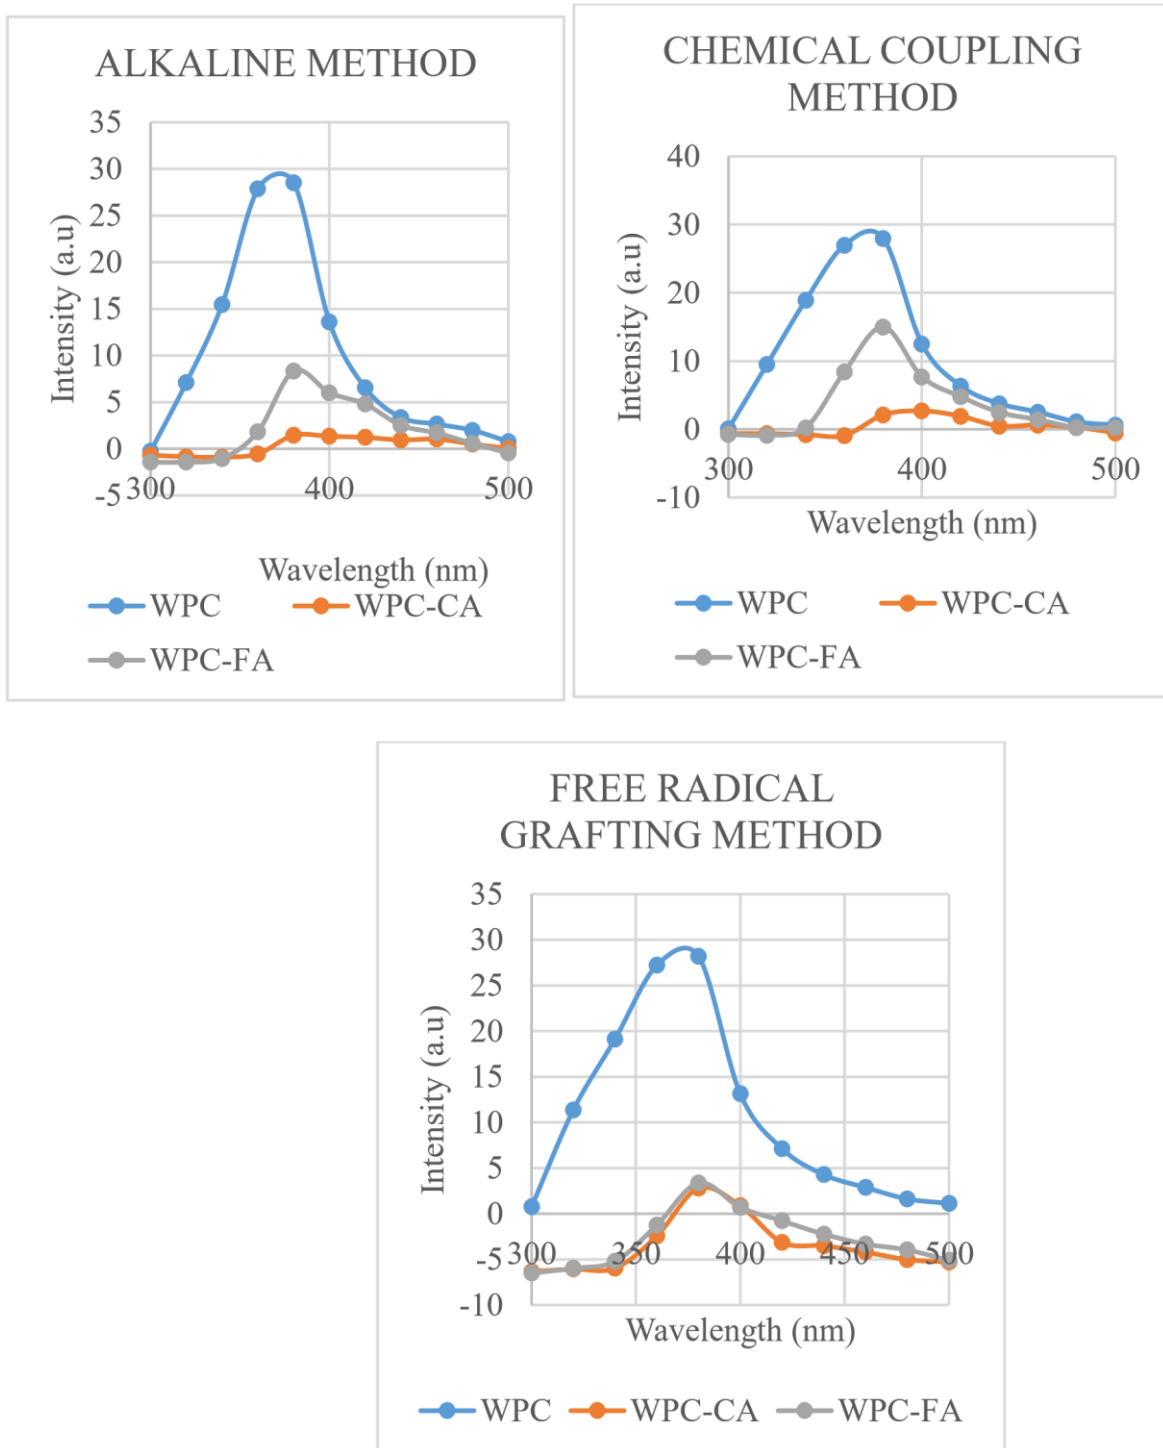 ALKALINE METHOD
35
30
25
20
15
10
5
0
-5
300
400
500
Intensity (a.u)
Wavelength (nm)
WPC
WPC-CA
WPC-FA
CHEMICAL COUPLING
METHOD
40
30
20
10
0
-10
300
400
500
Intensity (a.u)
Wavelength (nm)
WPC
WPC-CA
WPC-FA
FREE RADICAL
GRAFTING METHOD
35
30
25
20
15
10
5
0
-5
-10
300
350
400
450
500
Intensity (a.u)
Wavelength (nm)
WPC
WPC-CA
WPC-FA